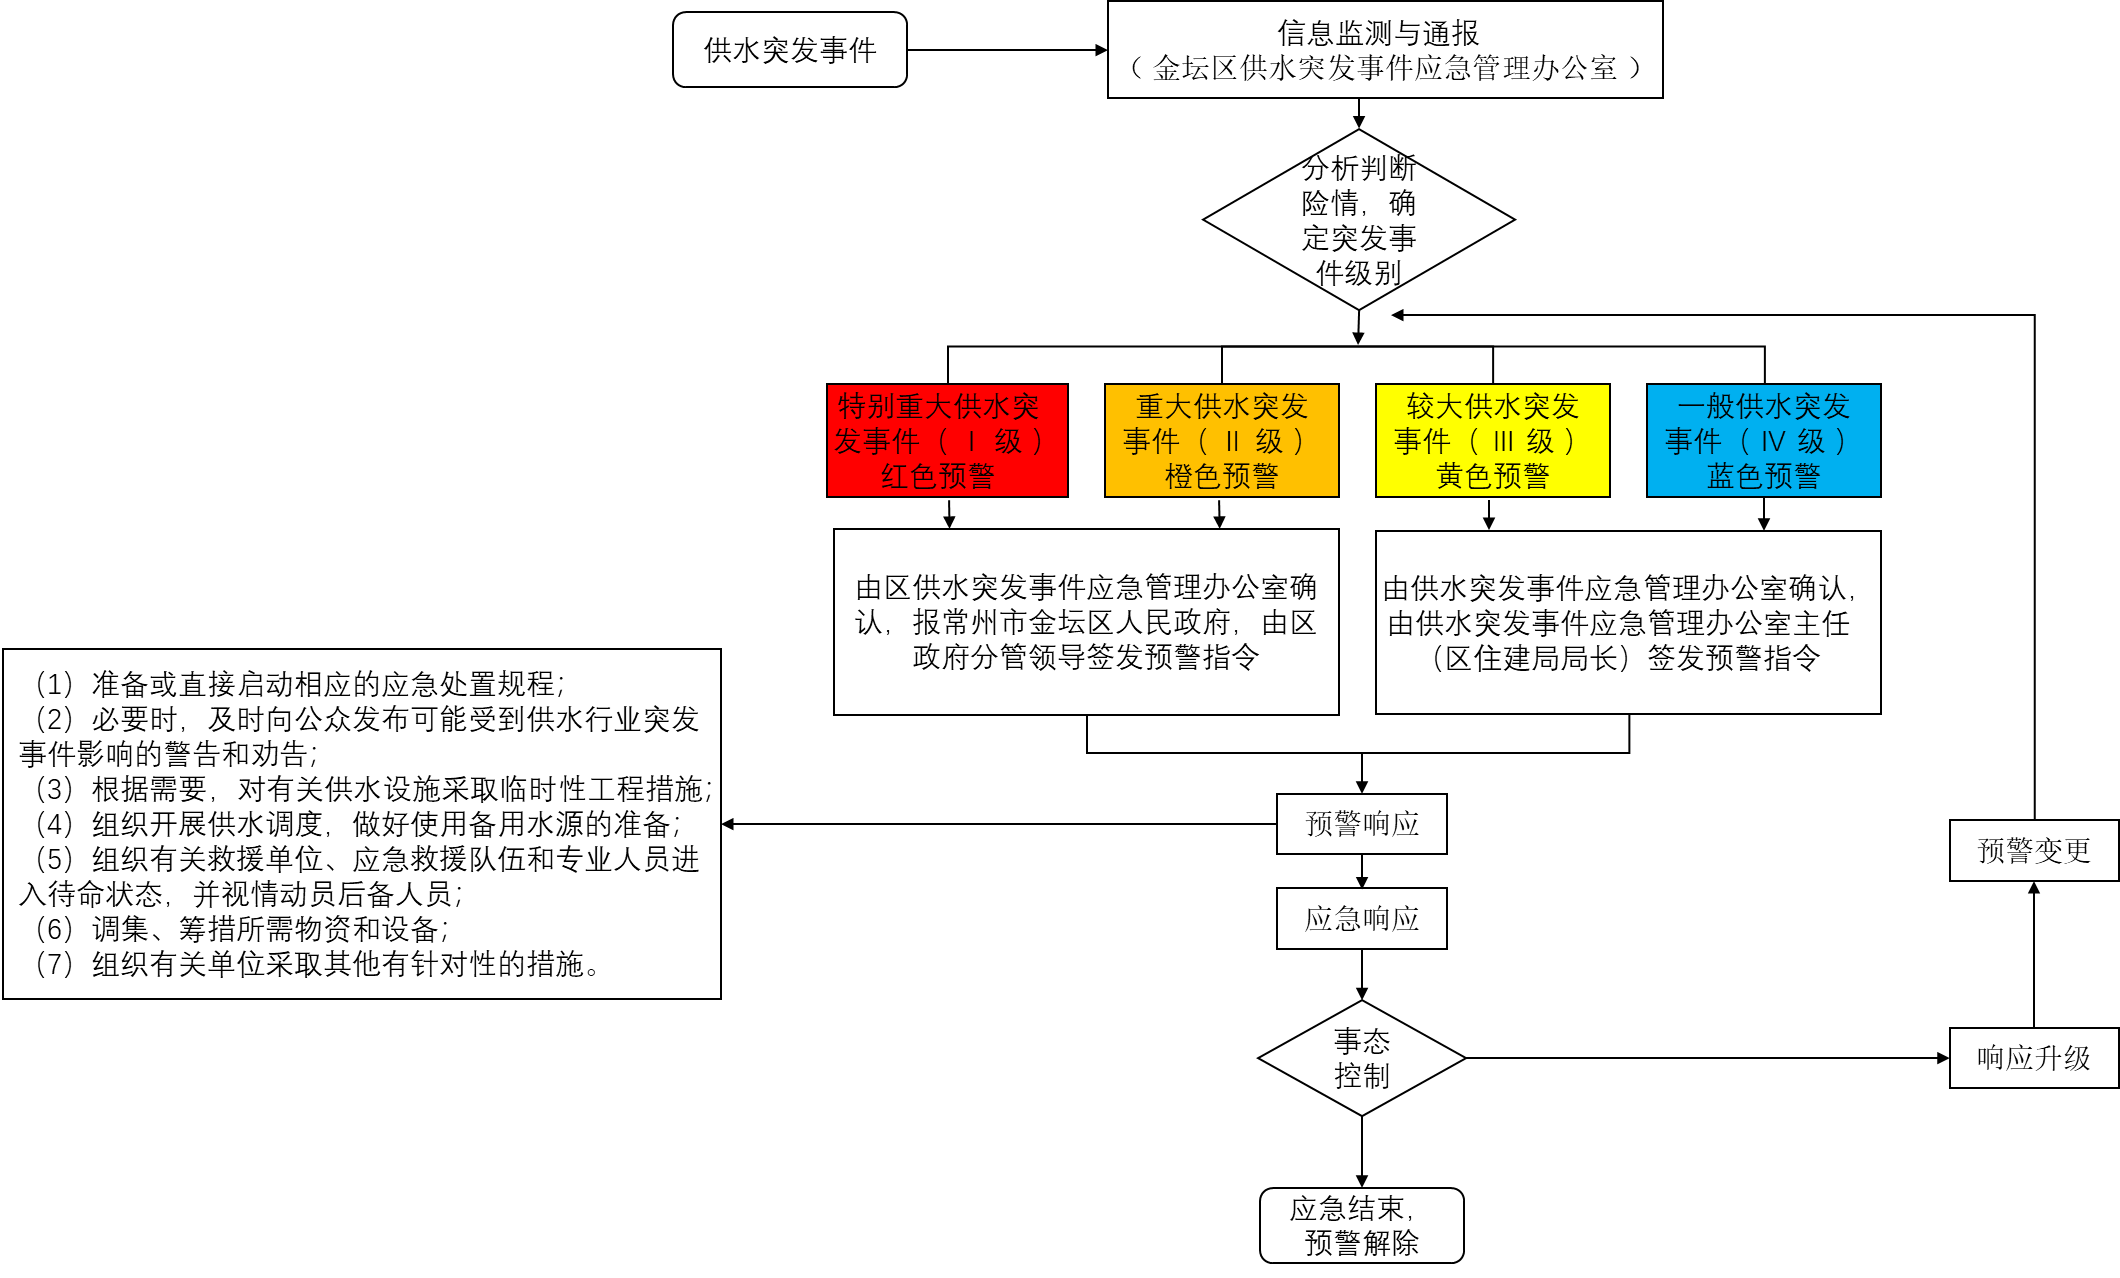 供水突发事件
信息监测与通报
（金坛区供水突发事件应急管理办公室）
分析判断
险情，确
定突发事
件级别
特别重大供水突
发事件（Ⅰ 级）
红色预警
重大供水突发
事件（Ⅱ 级）
橙色预警
较大供水突发
事件（Ⅲ 级）
黄色预警
一般供水突发
事件（Ⅳ 级）
蓝色预警
由区供水突发事件应急管理办公室确
认，报常州市金坛区人民政府，由区
政府分管领导签发预警指令
由供水突发事件应急管理办公室确认，
由供水突发事件应急管理办公室主任
（区住建局局长）签发预警指令
（1）准备或直接启动相应的应急处置规程；
（2）必要时，及时向公众发布可能受到供水行业突发
事件影响的警告和劝告；
（3）根据需要，对有关供水设施采取临时性工程措施；
（4）组织开展供水调度，做好使用备用水源的准备；
（5）组织有关救援单位、应急救援队伍和专业人员进
入待命状态，并视情动员后备人员；
（6）调集、筹措所需物资和设备；
（7）组织有关单位采取其他有针对性的措施。
预警响应
预警变更
应急响应
事态
控制
响应升级
应急结束，
预警解除